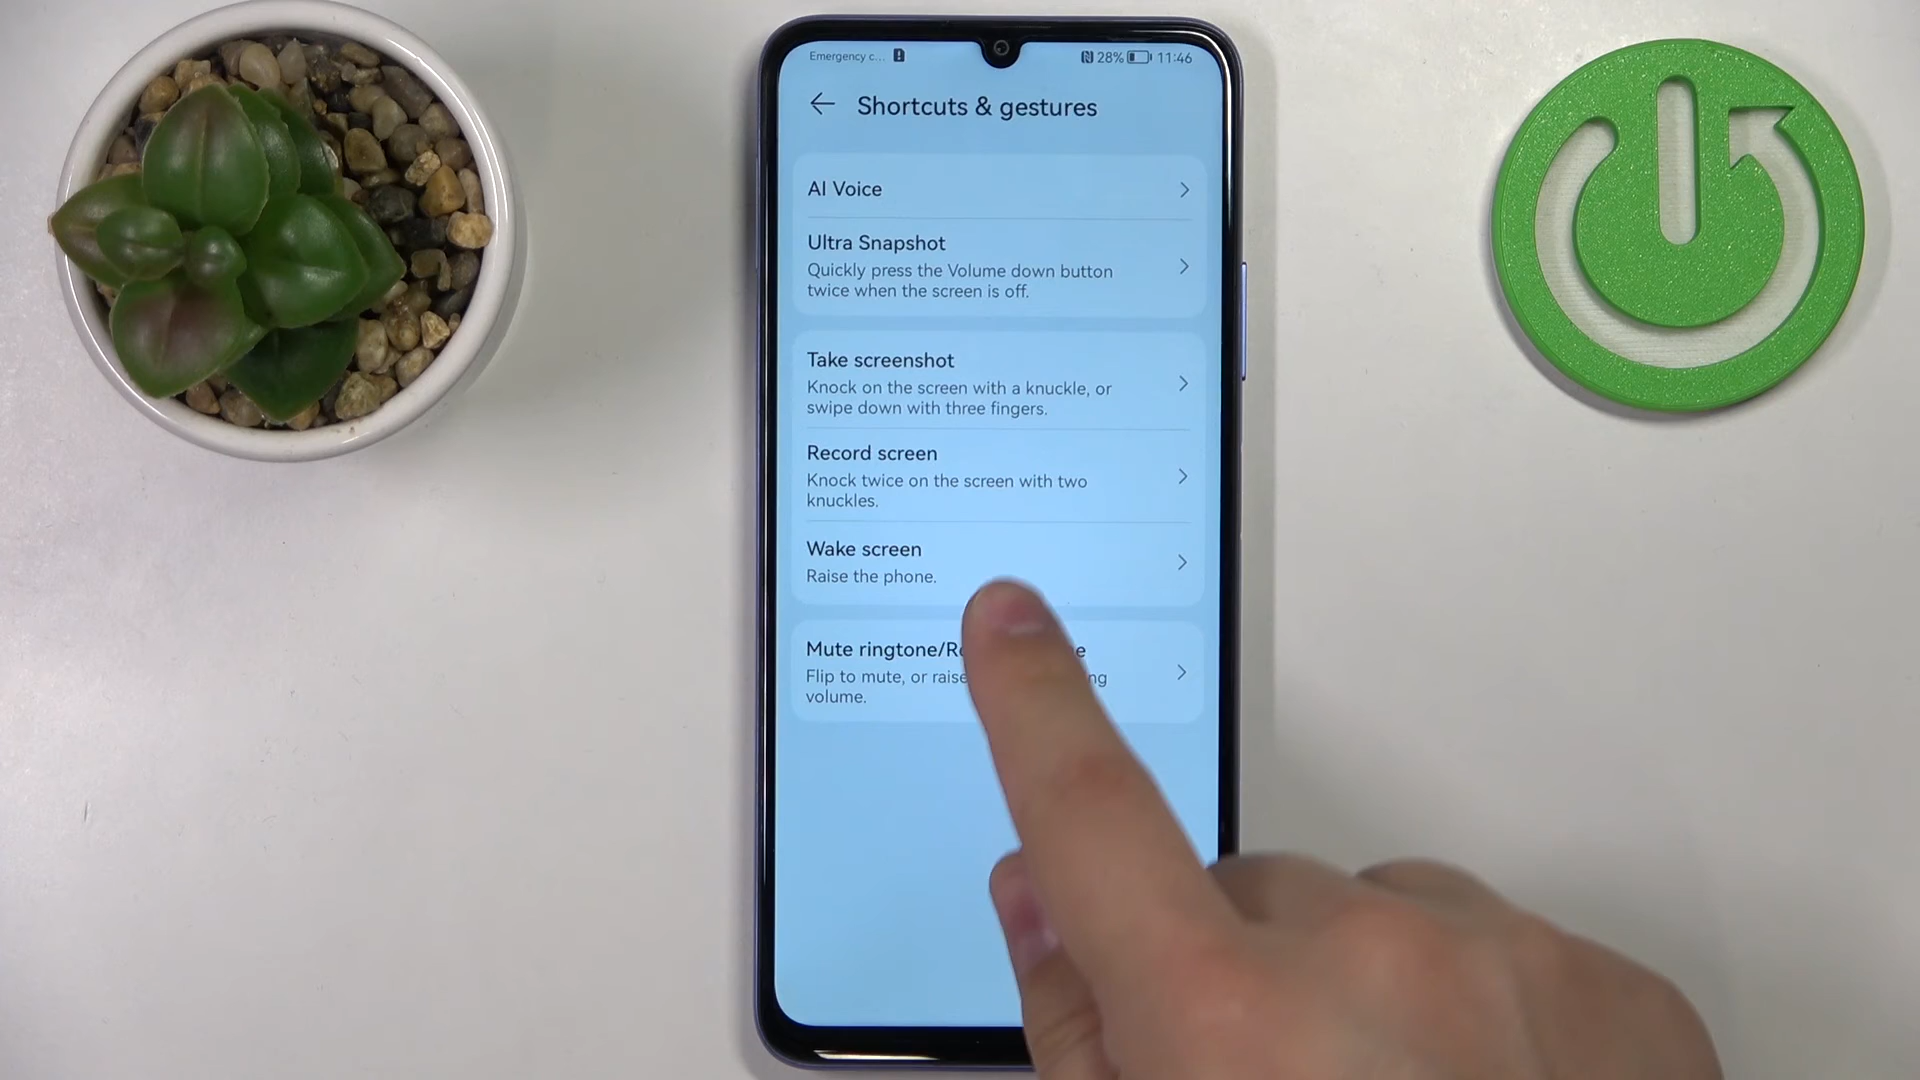 Emergency c... 28% 11:46
Shortcuts & gestures
AI Voice
Ultra Snapshot
Quickly press the Volume down button
twice when the screen is off.
Take screenshot
Knock on the screen with a knuckle, or
swipe down with three fingers.
Record screen
Knock twice on the screen with two
knuckles.
Wake screen
Raise the phone.
Mute ringtone/
Flip to mute, or
volume.